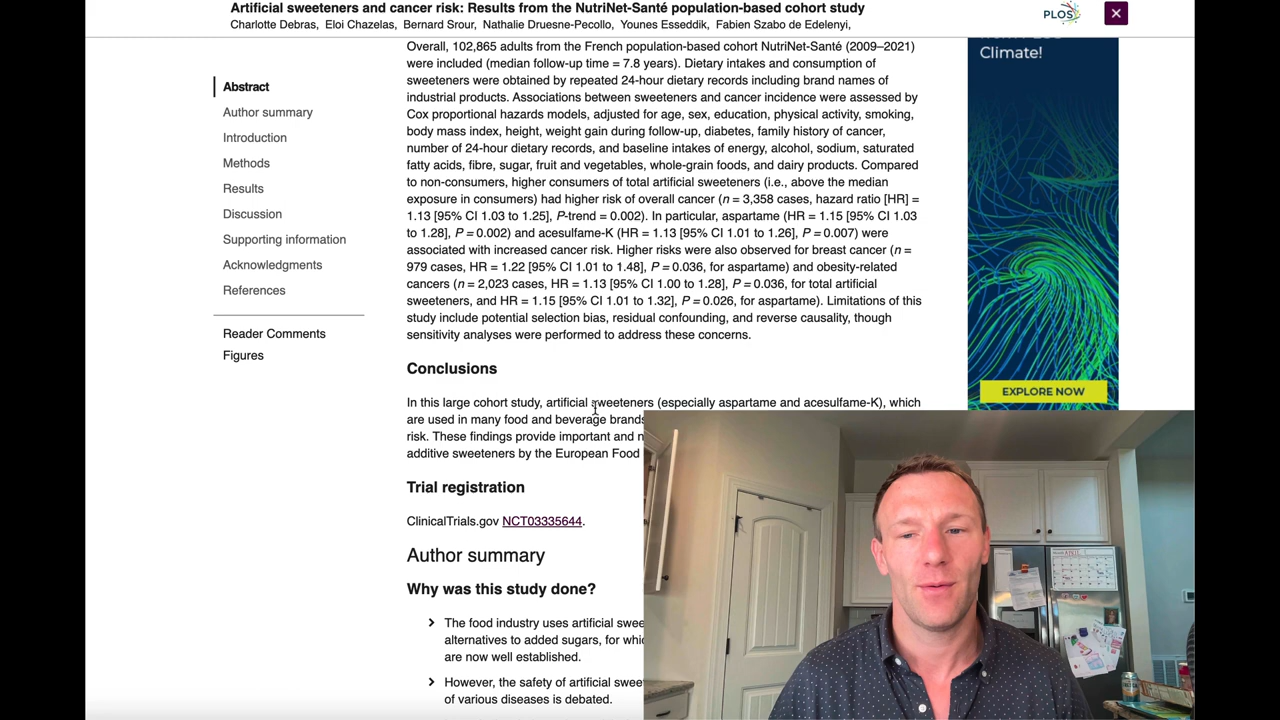 Artificial sweeteners and cancer risk: Results from the NutriNet-Santé population-based cohort study
Charlotte Debras, Eloi Chazelas, Bernard Srour, Nathalie Druesne-Pecollo, Younes Esseddik, Fabien Szabo de Edelenyi,
PLOS
Abstract
Author summary
Introduction
Methods
Results
Discussion
Supporting information
Acknowledgments
References
Reader Comments
Figures
Overall, 102,865 adults from the French population-based cohort NutriNet-Santé (2009–2021)
were included (median follow-up time = 7.8 years). Dietary intakes and consumption of
sweeteners were obtained by repeated 24-hour dietary records including brand names of
industrial products. Associations between sweeteners and cancer incidence were assessed by
Cox proportional hazards models, adjusted for age, sex, education, physical activity, smoking,
body mass index, height, weight gain during follow-up, diabetes, family history of cancer,
number of 24-hour dietary records, and baseline intakes of energy, alcohol, sodium, saturated
fatty acids, fibre, sugar, fruit and vegetables, whole-grain foods, and dairy products. Compared
to non-consumers, higher consumers of total artificial sweeteners (i.e., above the median
exposure in consumers) had higher risk of overall cancer (n = 3,358 cases, hazard ratio [HR] =
1.13 [95% CI 1.03 to 1.25], P-trend = 0.002). In particular, aspartame (HR = 1.15 [95% CI 1.03
to 1.28], P = 0.002) and acesulfame-K (HR = 1.13 [95% CI 1.01 to 1.26], P = 0.007) were
associated with increased cancer risk. Higher risks were also observed for breast cancer (n =
979 cases, HR = 1.22 [95% CI 1.01 to 1.48], P = 0.036, for aspartame) and obesity-related
cancers (n = 2,023 cases, HR = 1.13 [95% CI 1.00 to 1.28], P = 0.036, for total artificial
sweeteners, and HR = 1.15 [95% CI 1.01 to 1.32], P = 0.026, for aspartame). Limitations of this
study include potential selection bias, residual confounding, and reverse causality, though
sensitivity analyses were performed to address these concerns.
Conclusions
In this large cohort study, artificial sweeteners (especially aspartame and acesulfame-K), which
are used in many food and beverage brands
risk. These findings provide important and n
additive sweeteners by the European Food
Trial registration
ClinicalTrials.gov NCT03335644.
Author summary
Why was this study done?
The food industry uses artificial swee
alternatives to added sugars, for whic
are now well established.
However, the safety of artificial sweet
of various diseases is debated.
Climate!
EXPLORE NOW